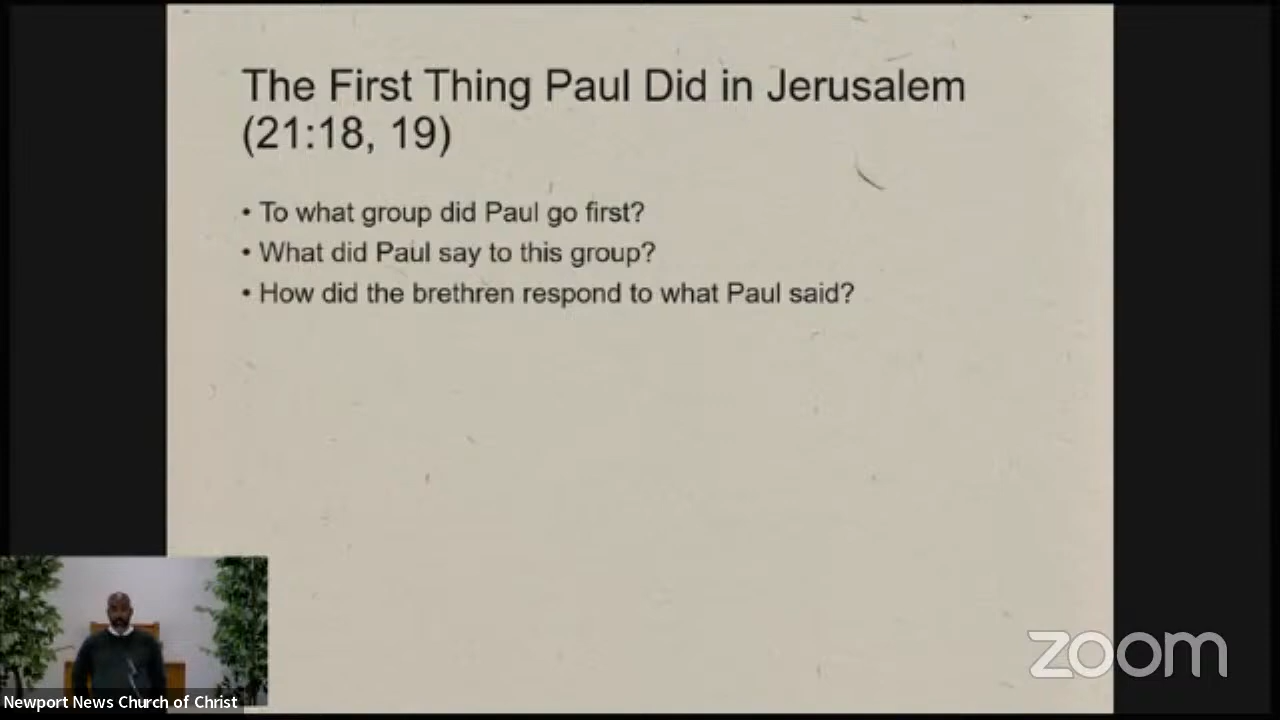 The First Thing Paul Did in Jerusalem
(21:18, 19)
• To what group did Paul go first?
• What did Paul say to this group?
• How did the brethren respond to what Paul said?
zoom
Newport News Church of Christ